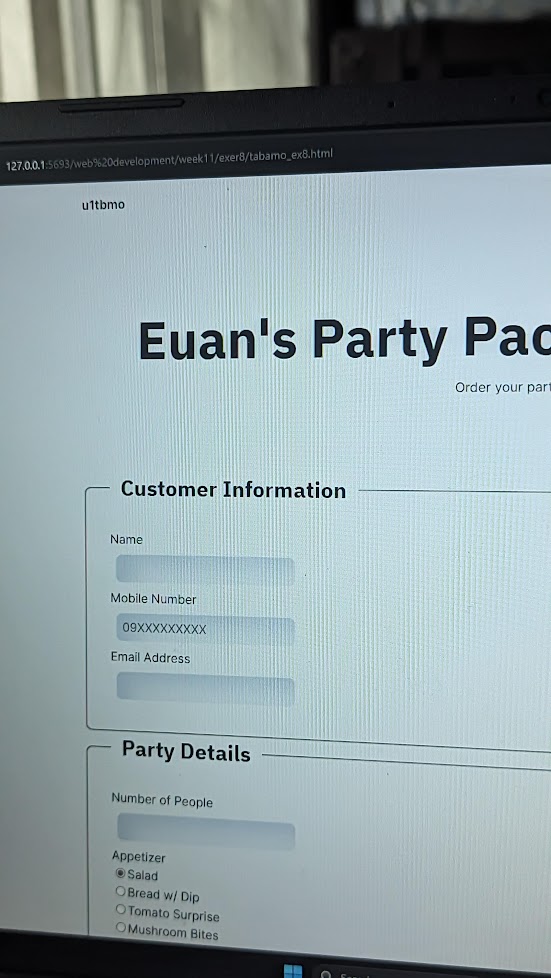 127.0.0.1:5693/web%20development/week11/exer8/tabamo_ex8.html
u1tbmo
Euan's Party Pac
Order your part
Customer Information
Name
Mobile Number
09XXXXXXXXX
Email Address
Party Details
Number of People
Appetizer
Salad
Bread w/ Dip
Tomato Surprise
Mushroom Bites